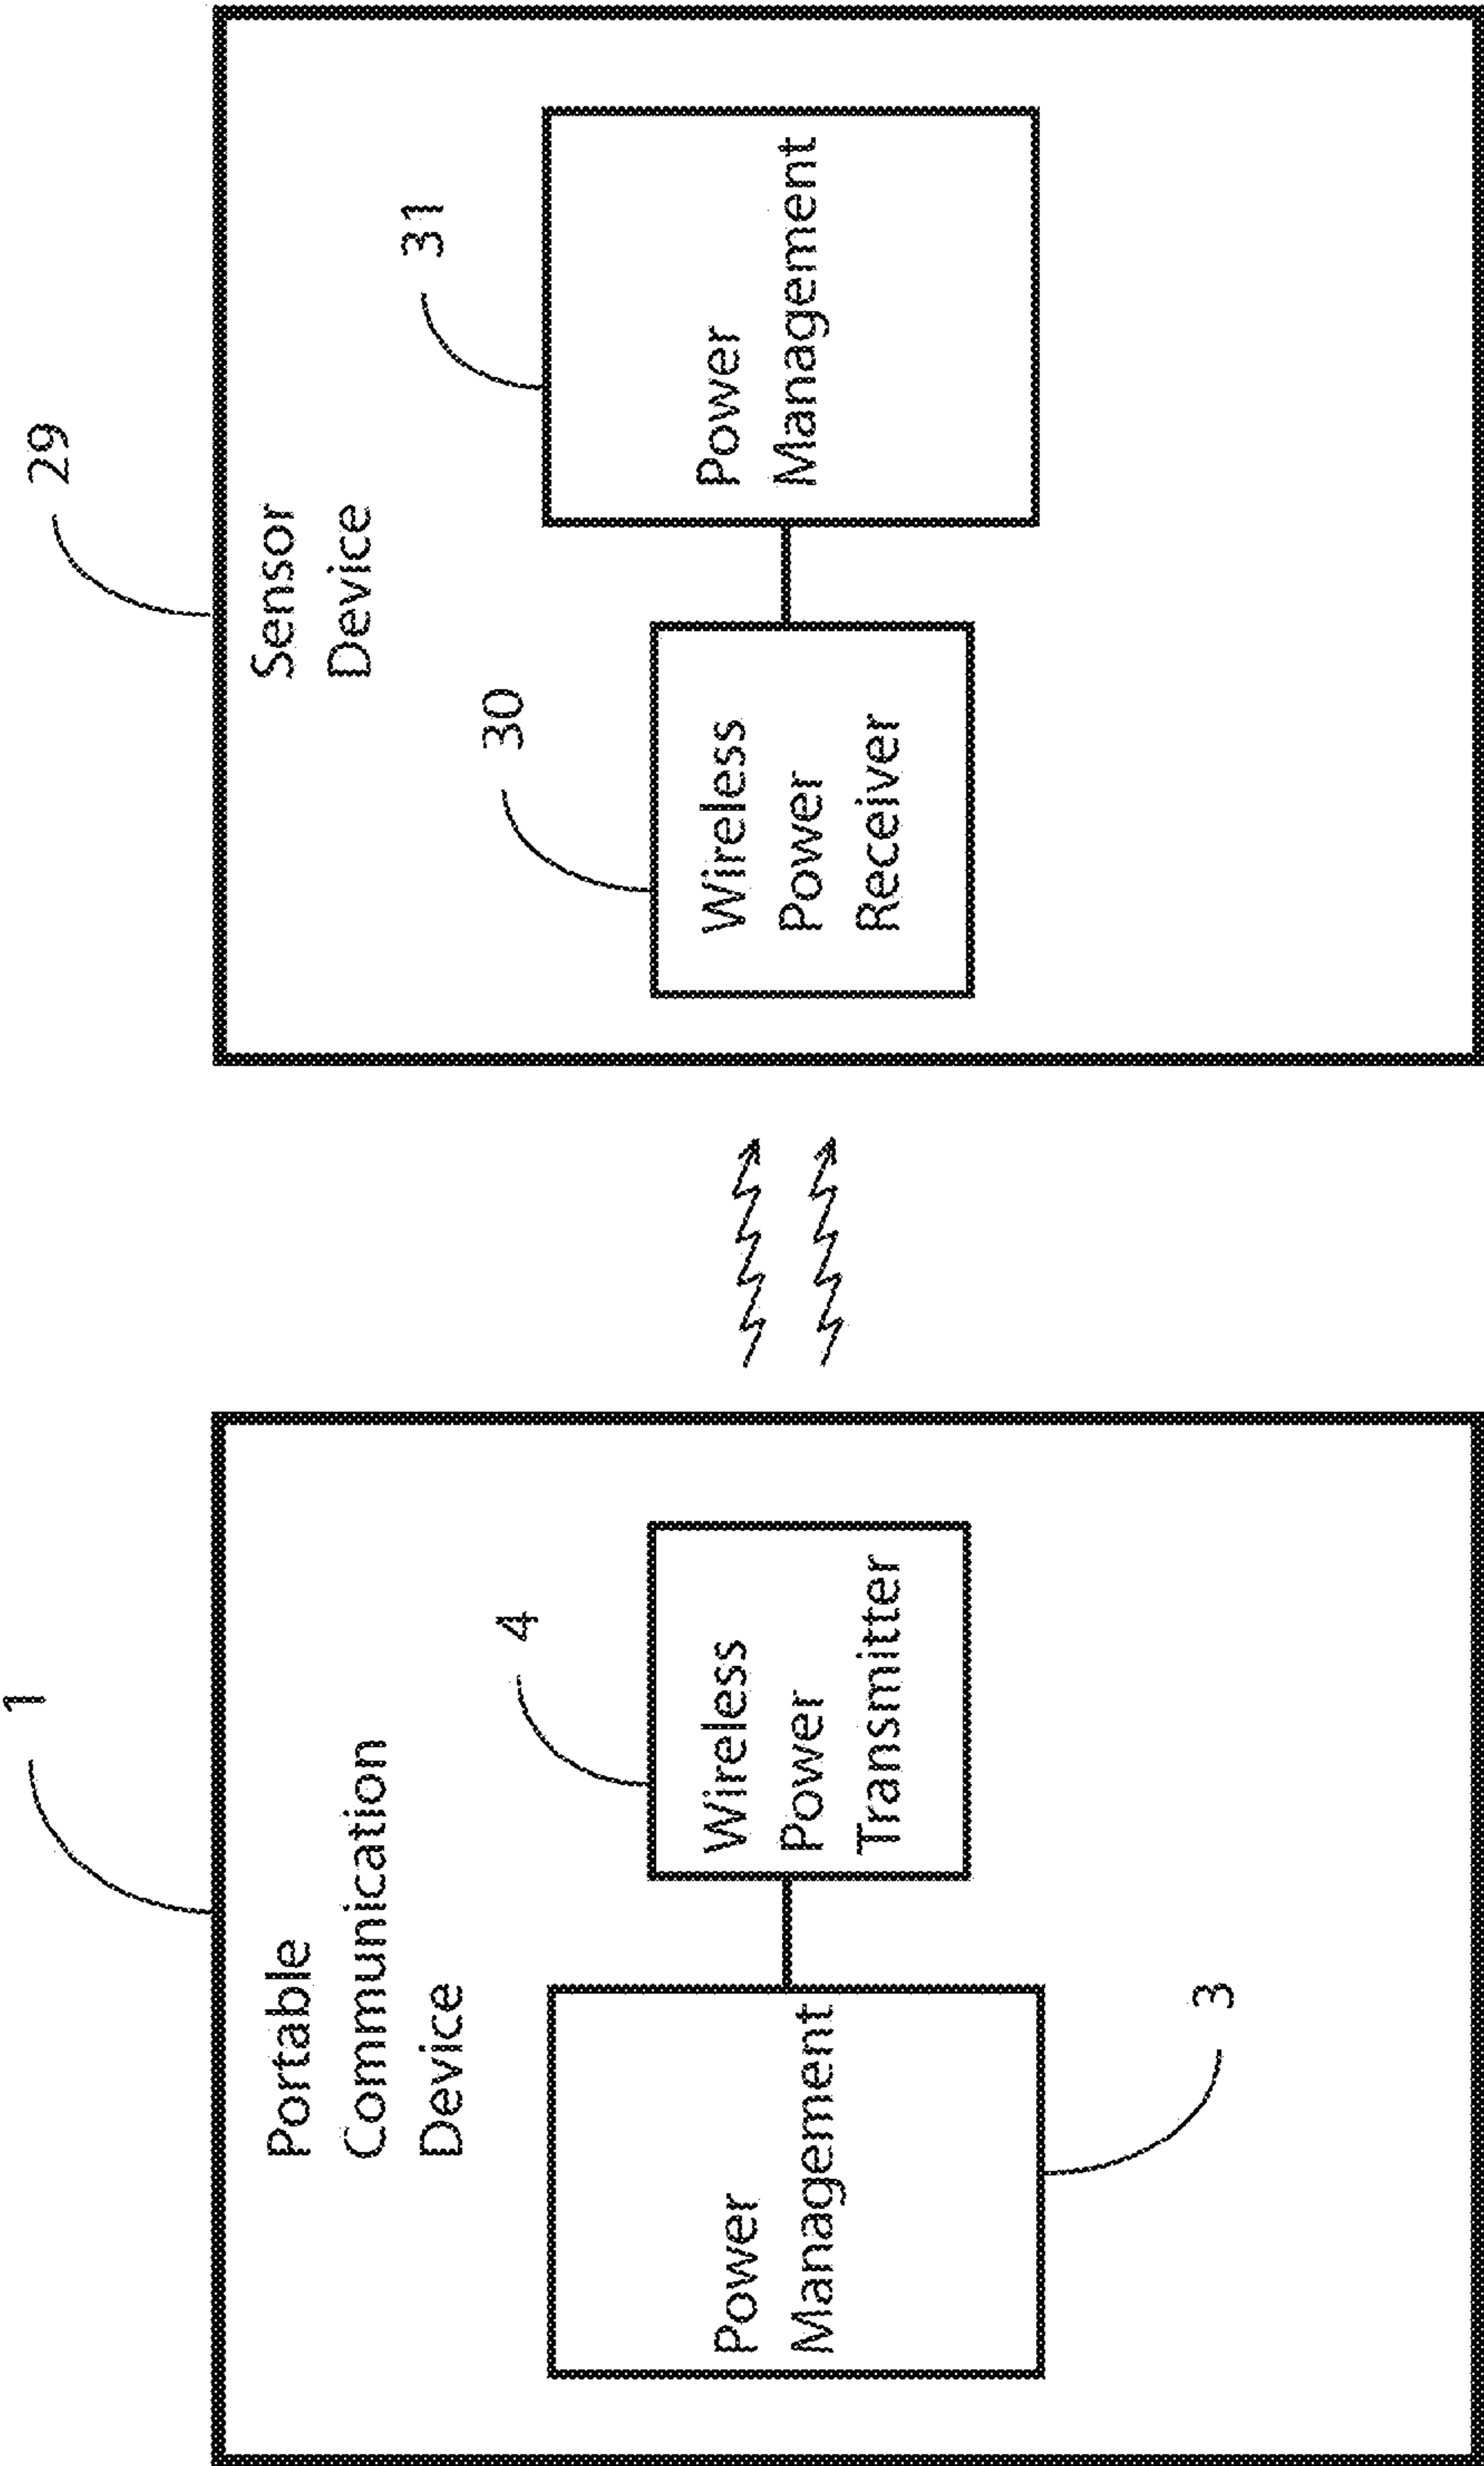 1
Portable
Communication
Device
4
Wireless
Power
Transmitter
Power
Management
3
29
Sensor
Device
30
Wireless
Power
Receiver
31
Power
Management